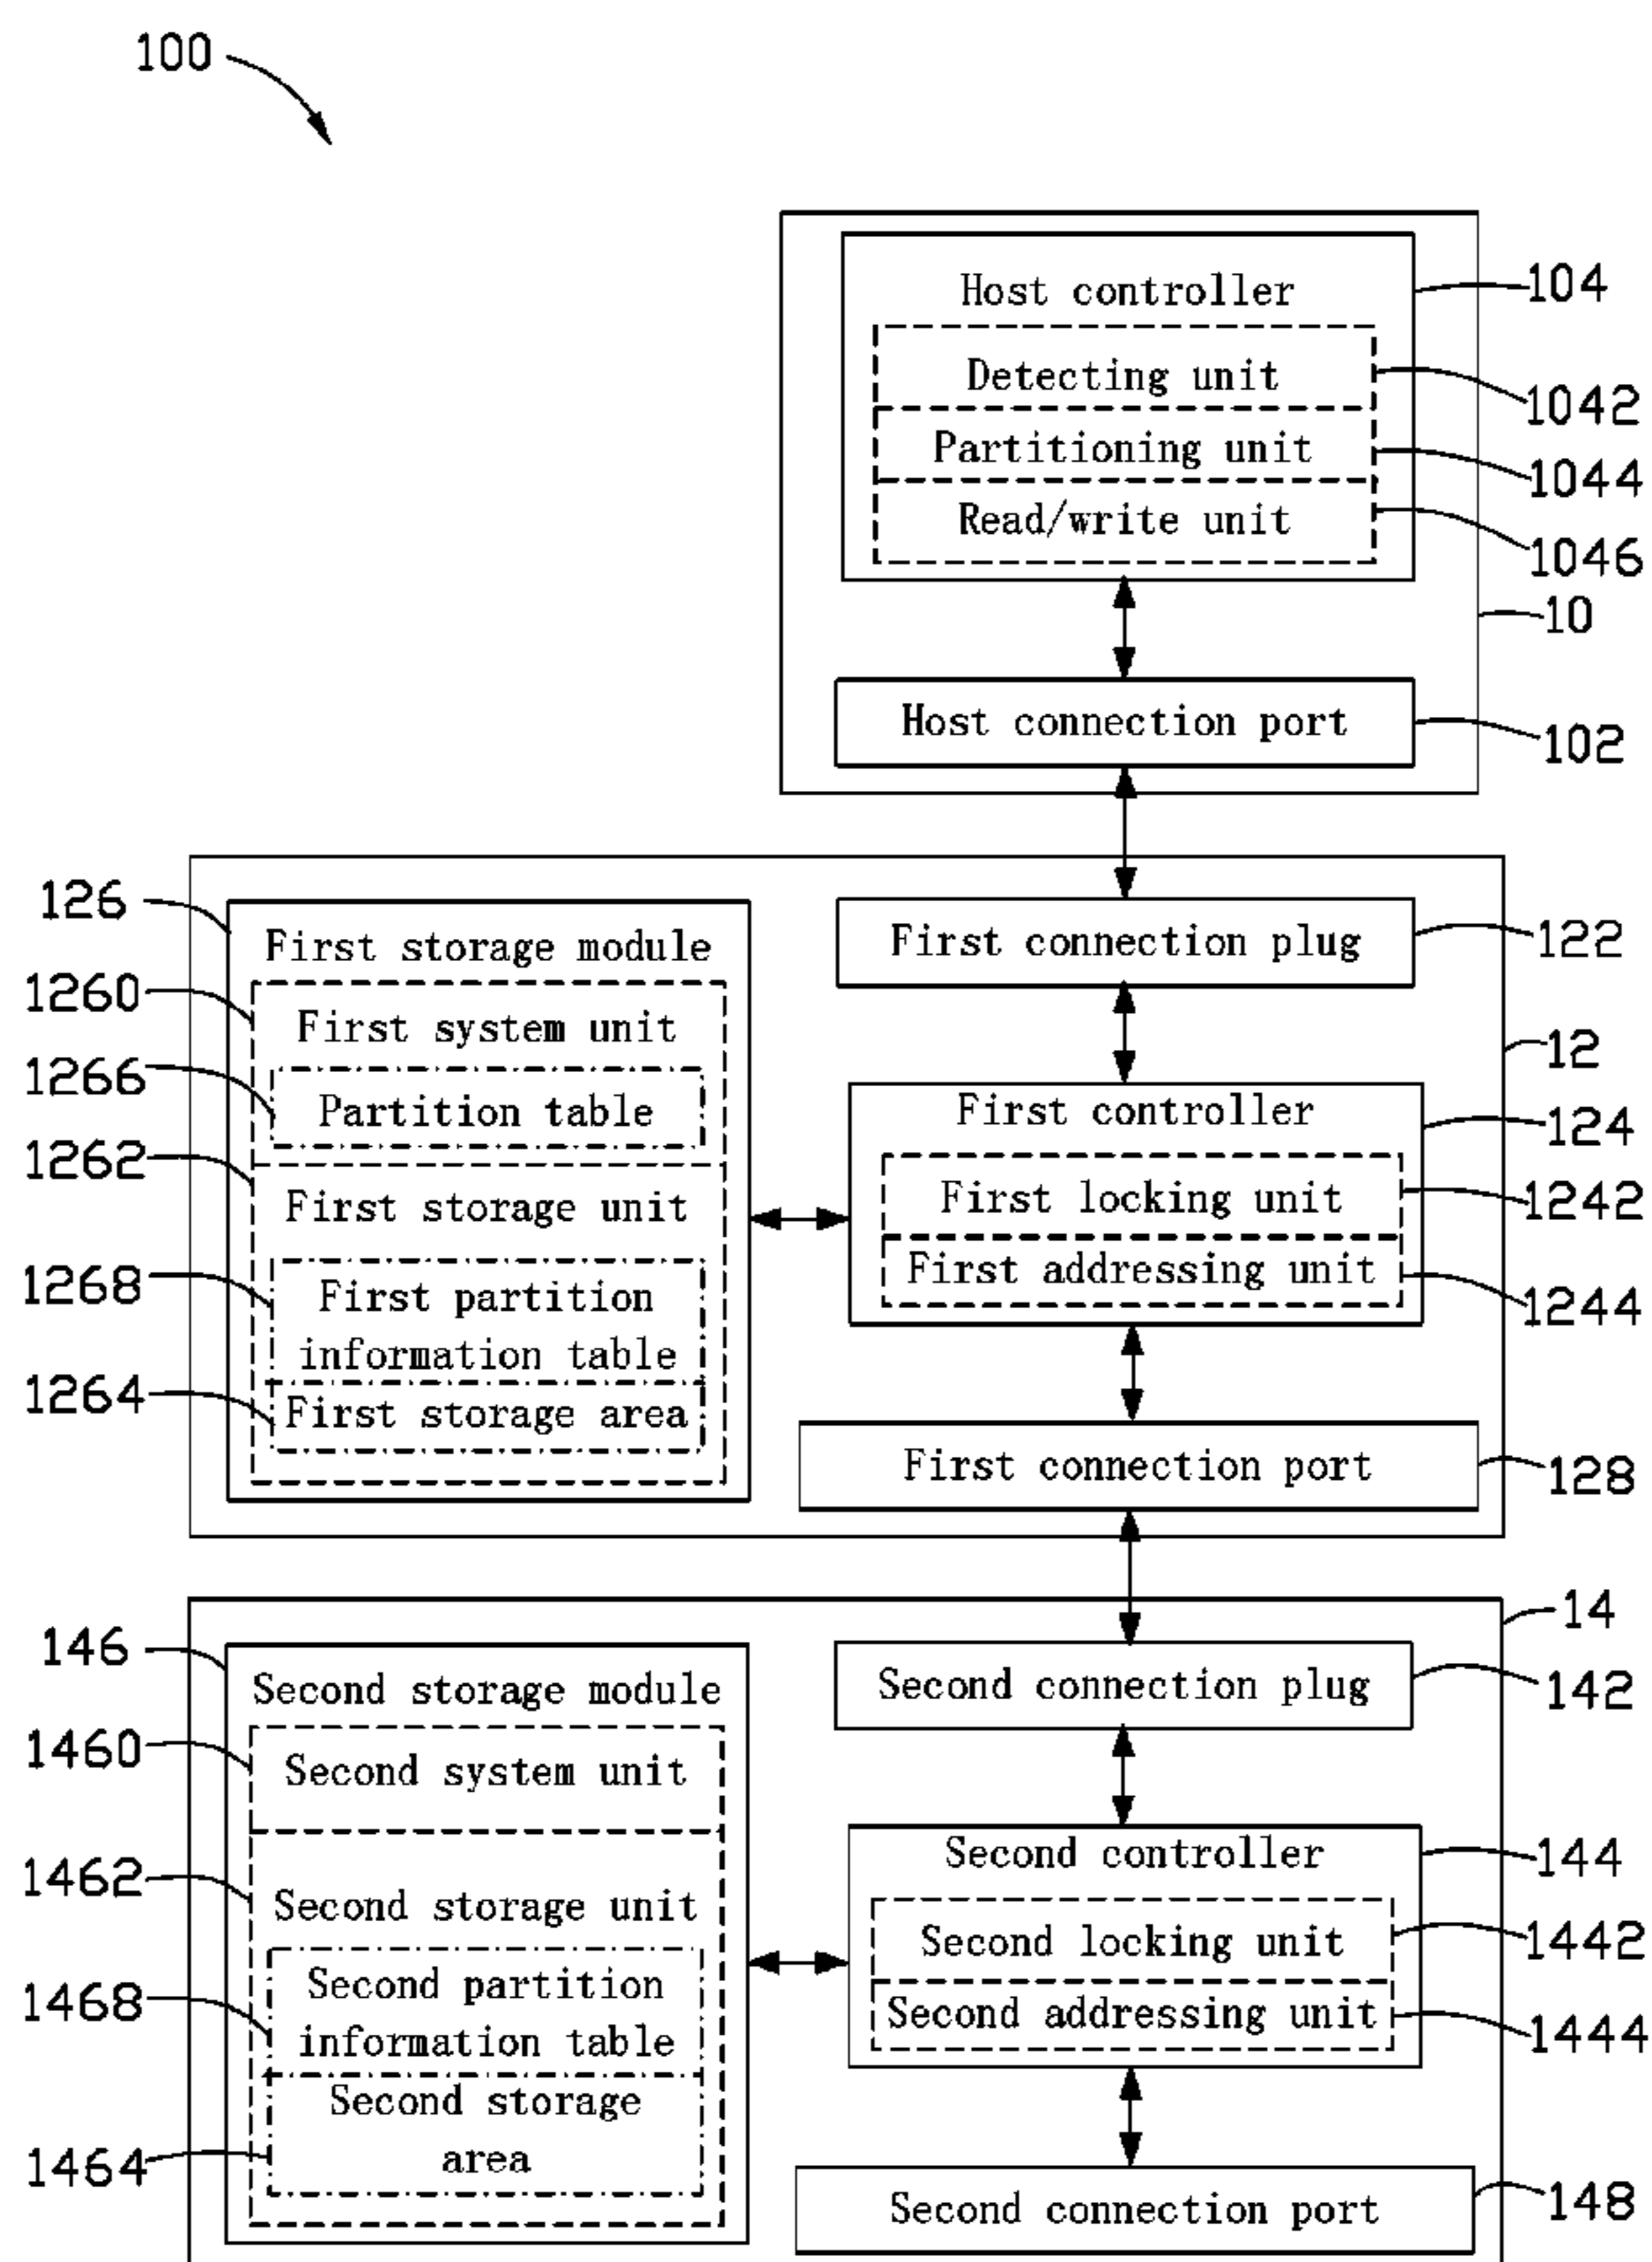 100
Host controller
104
Detecting unit
1042
Partitioning unit
1044
Read/write unit
1046
10
Host connection port
102
126
First storage module
First connection plug
122
1260
First system unit
12
1266
Partition table
First controller
124
1262
First storage unit
First locking unit
1242
1268
First partition
information table
First addressing unit
1244
1264
First storage area
First connection port
128
14
146
Second storage module
Second connection plug
142
1460
Second system unit
Second controller
144
1462
Second storage unit
Second locking unit
1442
1468
Second partition
information table
Second addressing unit
1444
Second storage
area
1464
Second connection port
148